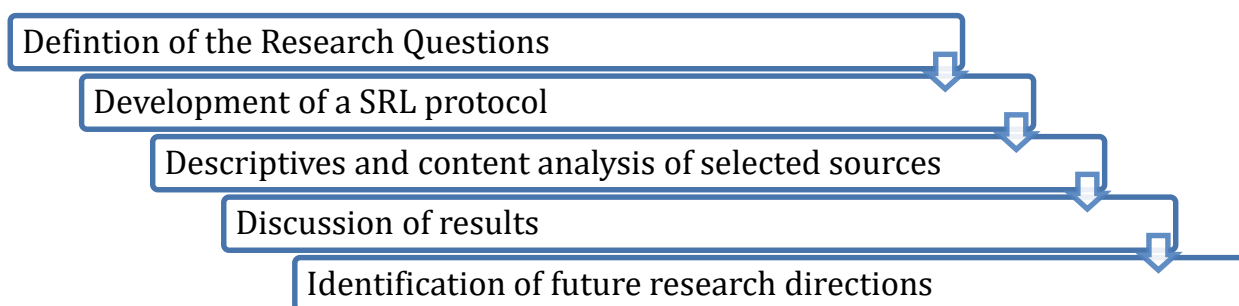 Defintion of the Research Questions
Development of a SRL protocol
Descriptives and content analysis of selected sources
Discussion of results
Identification of future research directions